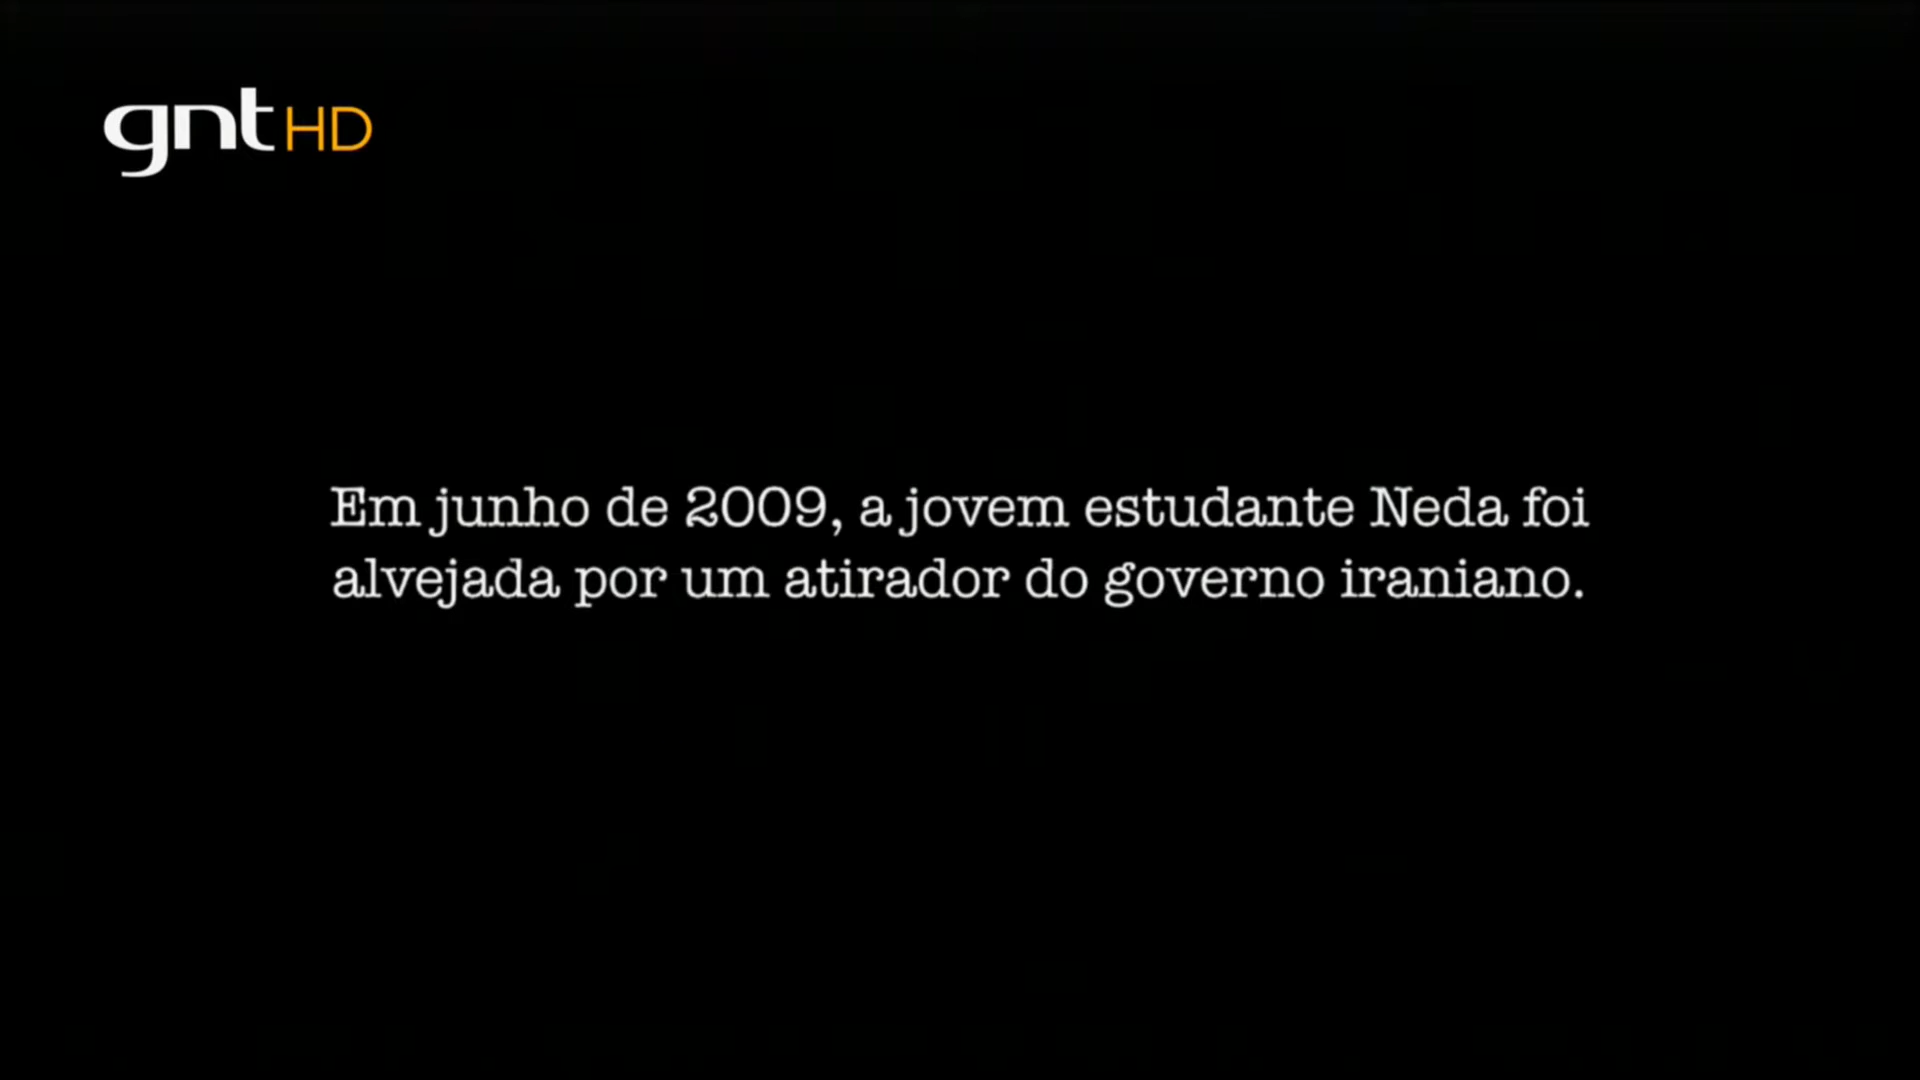 gnt HD
Em junho de 2009, a jovem estudante Neda foi
alvejada por um atirador do governo iraniano.